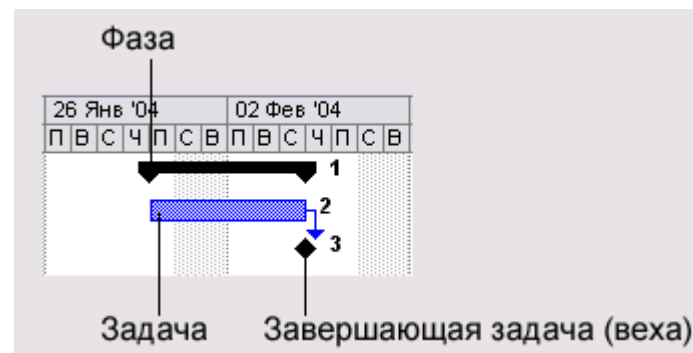 Фаза
26 Янв '04 02 Фев '04
П В С Ч П С В П В С Ч П С В
1
2
3
Задача Завершающая задача (веха)